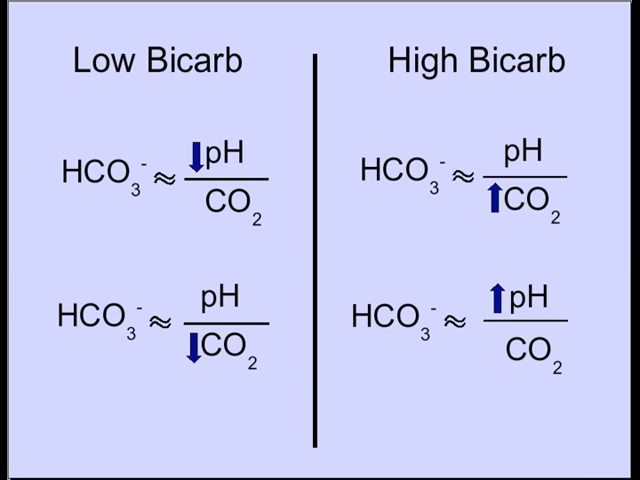 Low Bicarb
HCO3- ≈ pH
CO2
HCO3- ≈ pH
CO2
High Bicarb
HCO3- ≈ pH
CO2
HCO3- ≈ pH
CO2